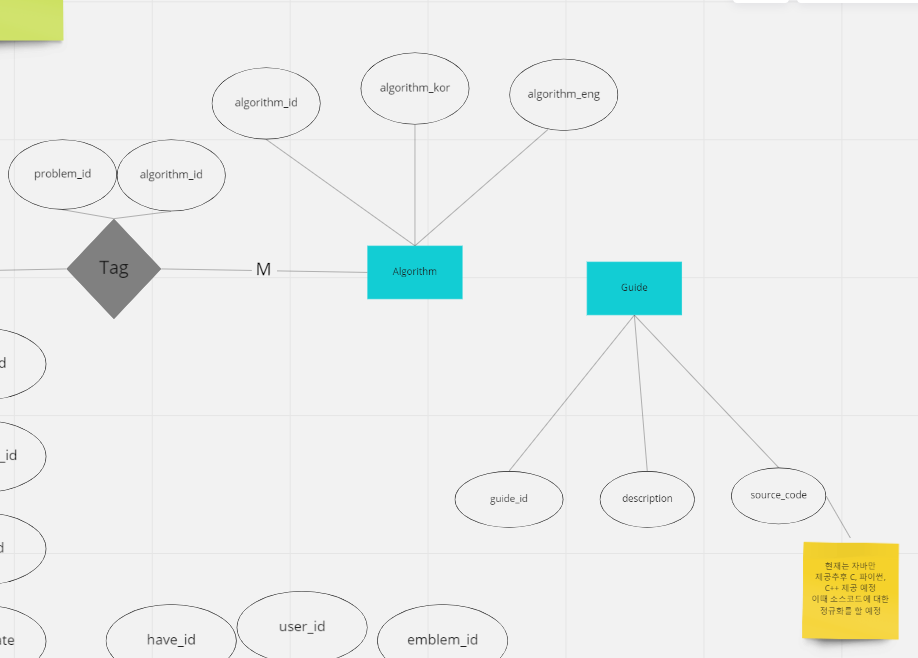 algorithm_id
algorithm_kor
algorithm_eng
problem_id
algorithm_id
Tag
M
Algorithm
Guide
d
_id
d
guide_id
description
source_code
현재는 자바만
제공추후 C, 파이썬,
C++ 제공 예정
이때 소스코드에 대한
정규화를 할 예정
te
have_id
user_id
emblem_id